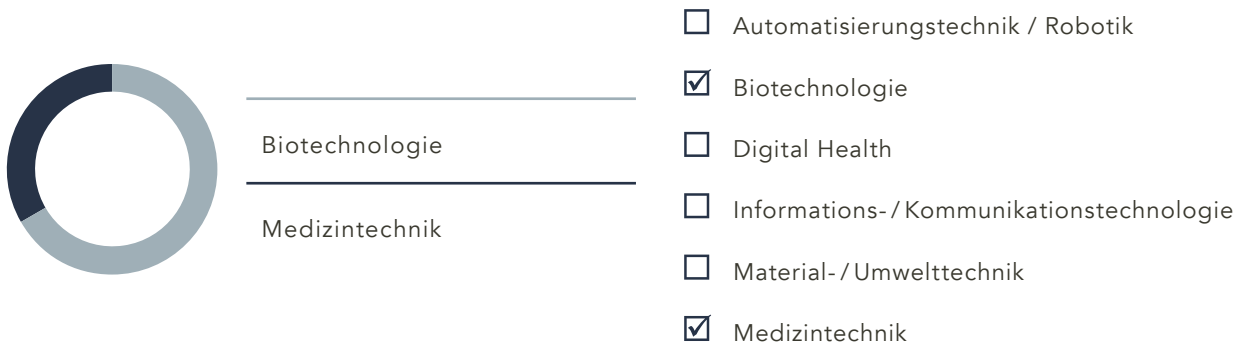 Biotechnologie
Medizintechnik
Automatisierungstechnik / Robotik
Biotechnologie
Digital Health
Informations- / Kommunikationstechnologie
Material- / Umwelttechnik
Medizintechnik